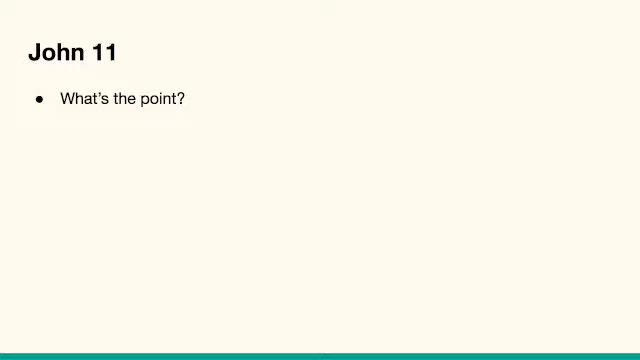 John 11
● What’s the point?